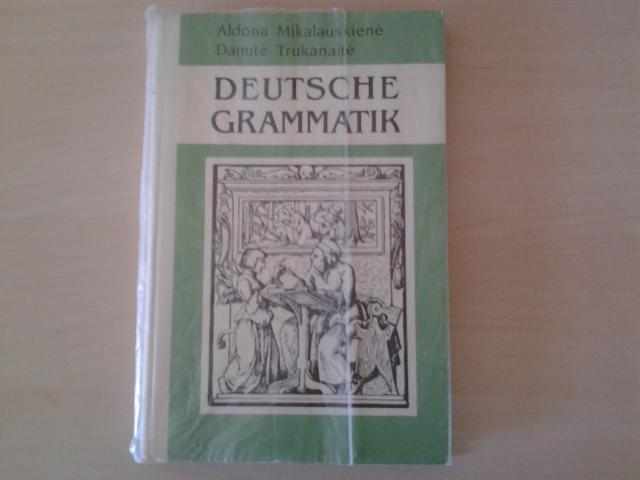 Aldona Mikalauskienė
Danutė Trukanaitė
DEUTSCHE
GRAMMATIK